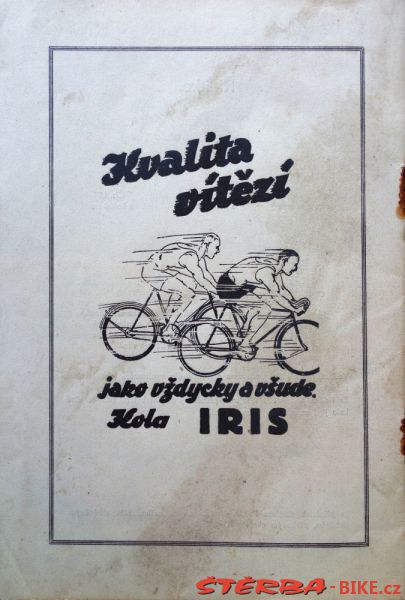 Kvalita
vítězí
jako vždycky a všude.
Kola IRIS
ŠTĚRBA-BIKE.cz